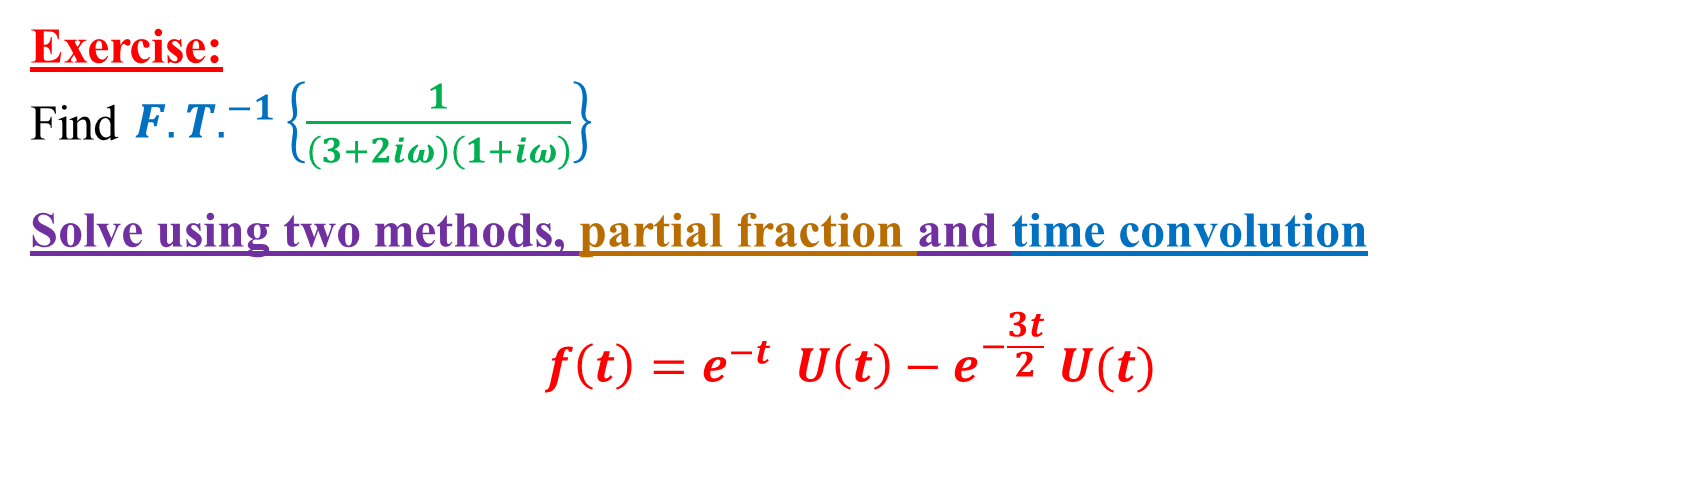 Exercise:
Find F.T.⁻¹ {1/((3+2iω)(1+iω))}
Solve using two methods, partial fraction and time convolution
f(t) = e^{-t} U(t) − e^{-3t/2} U(t)